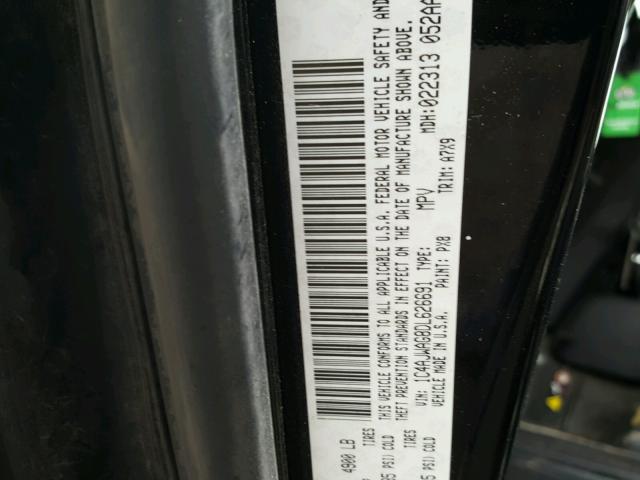 4900 LB
TIRES
TIRES
PSI) COLD
PSI) COLD
THIS VEHICLE CONFORMS TO ALL APPLICABLE U.S.A. FEDERAL MOTOR VEHICLE SAFETY AND
THEFT PREVENTION STANDARDS IN EFFECT ON THE DATE OF MANUFACTURE SHOWN ABOVE.
VIN: 1C4AJWAG8DL626691 TYPE: MPV MDH:022313 052AA
VEHICLE MADE IN U.S.A. PAINT: PX8 TRIM: A7X9